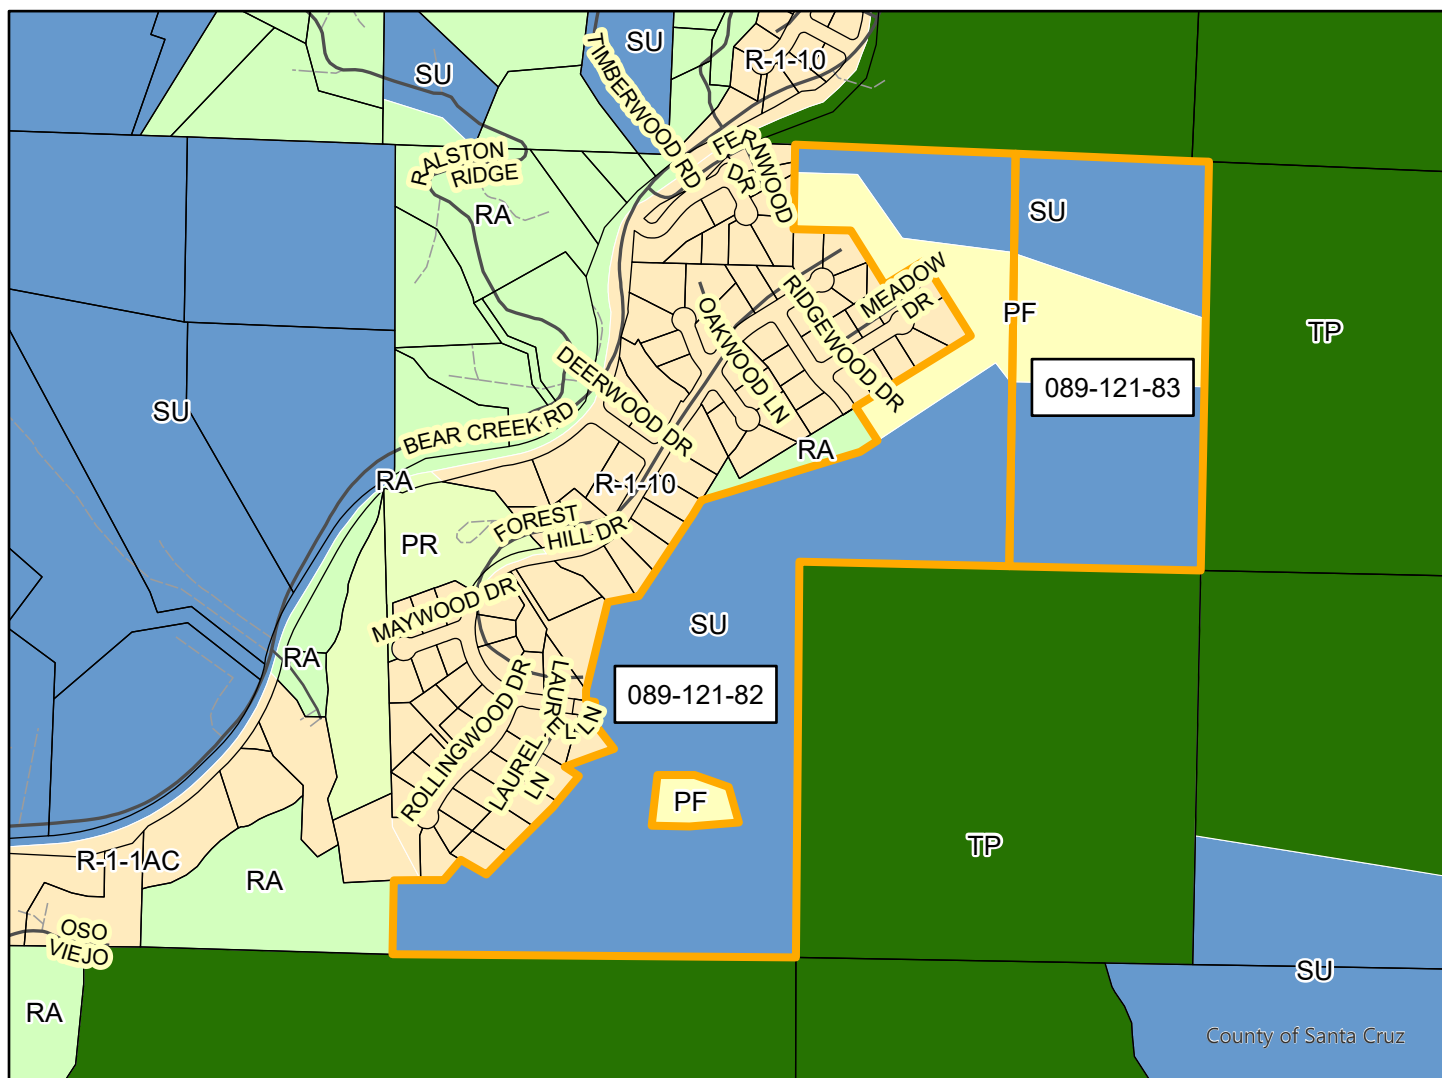 SU
R-1-10
SU
TIMBERWOOD RD
FERNWOOD
DR
RALSTON
RIDGE
RA
SU
MEADOW
DR
RIDGEWOOD DR
PF
TP
OAKWOOD LN
DEERWOOD DR
089-121-83
SU
BEAR CREEK RD
RA
RA
R-1-10
FOREST
HILL DR
PR
MAYWOOD DR
SU
RA
089-121-82
LAUREL
LN
ROLLINGWOOD DR
LAUREL
LN
PF
TP
R-1-1AC
RA
OSO
VIEJO
SU
RA
County of Santa Cruz